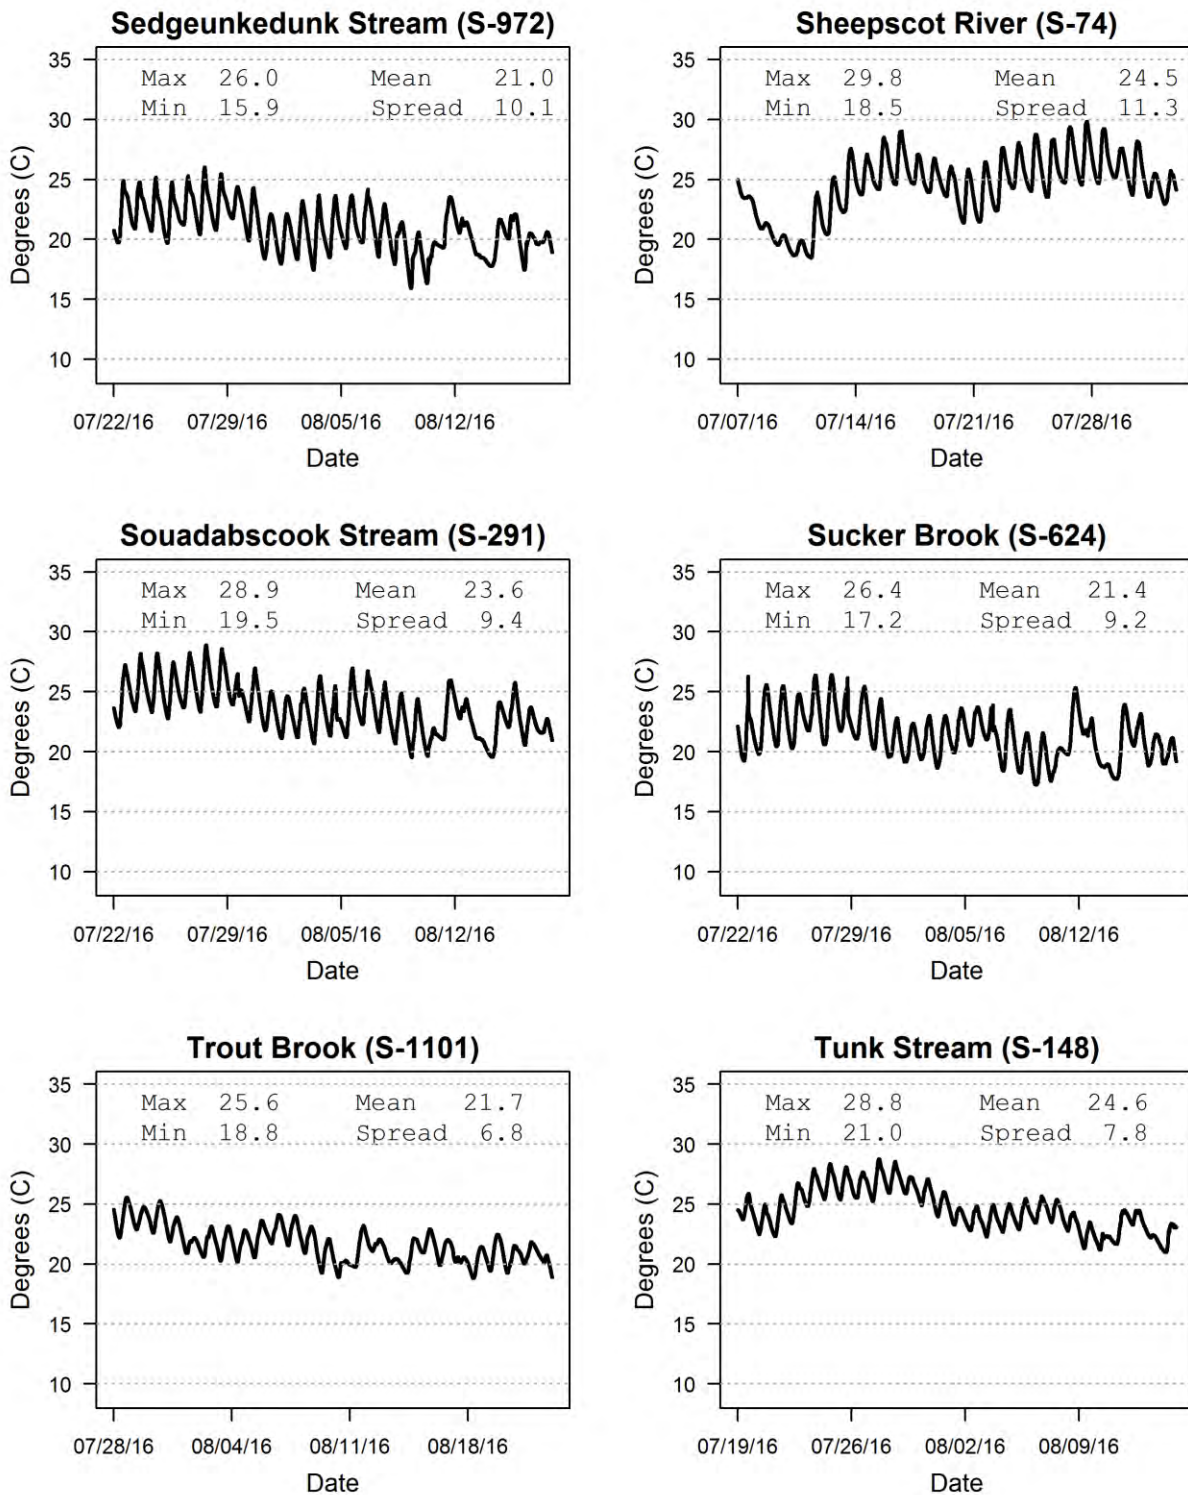 Sedgeunkedunk Stream (S-972)
35
30
25
20
15
10
Degrees (C)
Max 26.0 Mean 21.0
Min 15.9 Spread 10.1
07/22/16 07/29/16 08/05/16 08/12/16
Date
Sheepscot River (S-74)
35
30
25
20
15
10
Degrees (C)
Max 29.8 Mean 24.5
Min 18.5 Spread 11.3
07/07/16 07/14/16 07/21/16 07/28/16
Date
Souadabscook Stream (S-291)
35
30
25
20
15
10
Degrees (C)
Max 28.9 Mean 23.6
Min 19.5 Spread 9.4
07/22/16 07/29/16 08/05/16 08/12/16
Date
Sucker Brook (S-624)
35
30
25
20
15
10
Degrees (C)
Max 26.4 Mean 21.4
Min 17.2 Spread 9.2
07/22/16 07/29/16 08/05/16 08/12/16
Date
Trout Brook (S-1101)
35
30
25
20
15
10
Degrees (C)
Max 25.6 Mean 21.7
Min 18.8 Spread 6.8
07/28/16 08/04/16 08/11/16 08/18/16
Date
Tunk Stream (S-148)
35
30
25
20
15
10
Degrees (C)
Max 28.8 Mean 24.6
Min 21.0 Spread 7.8
07/19/16 07/26/16 08/02/16 08/09/16
Date